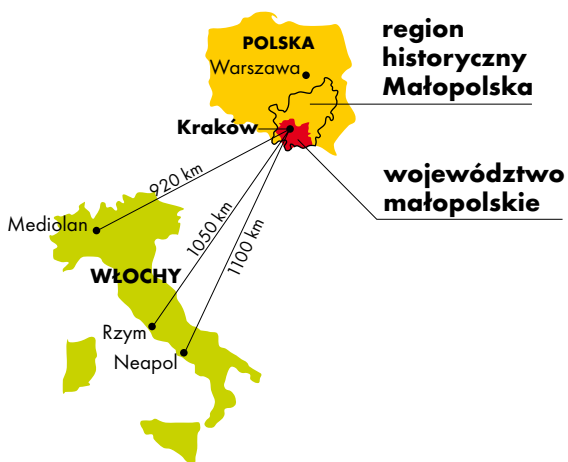 POLSKA
Warszawa
region
historyczny
Małopolska
Kraków
województwo
małopolskie
920 km
1050 km
1100 km
Mediolan
WŁOCHY
Rzym
Neapol